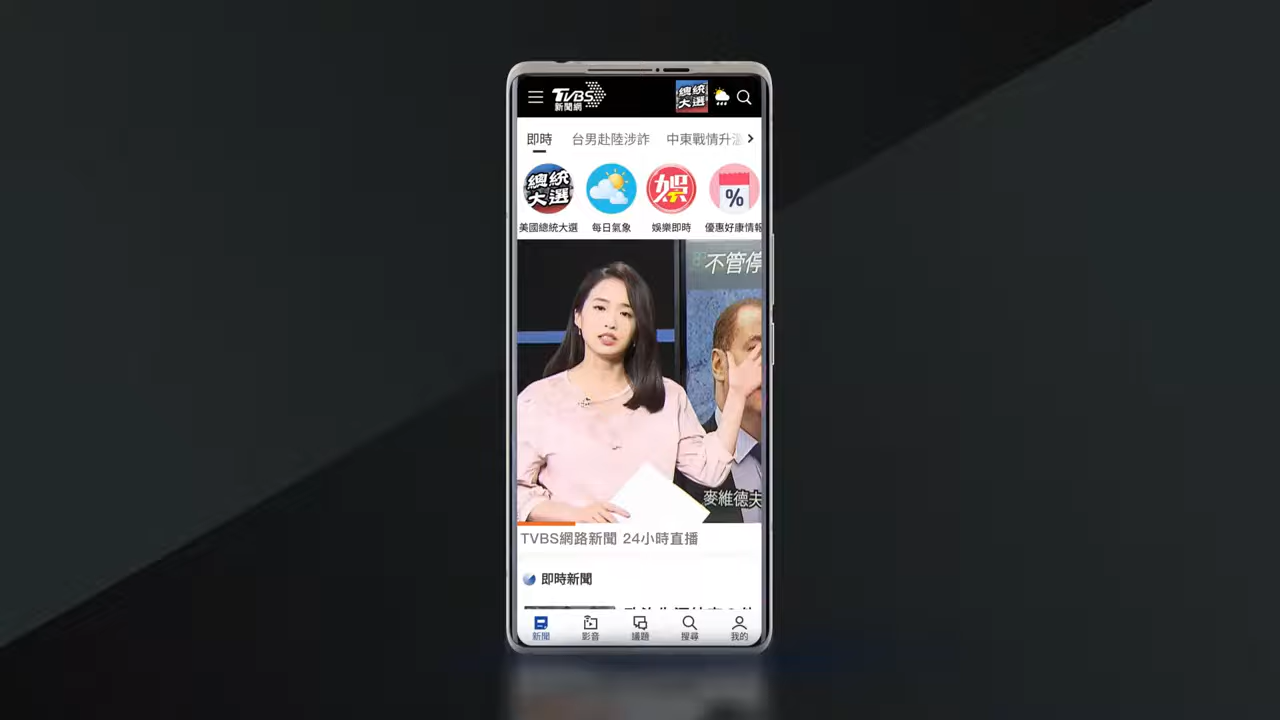 TVBS
新聞網
總統
大選
即時 台男赴陸涉詐 中東戰情升溫
總統
大選
娛
%
美國總統大選 每日氣象 娛樂即時 優惠好康情報
不管停
麥維德夫
TVBS網路新聞 24小時直播
即時新聞
新聞 影音 議題 搜尋 我的